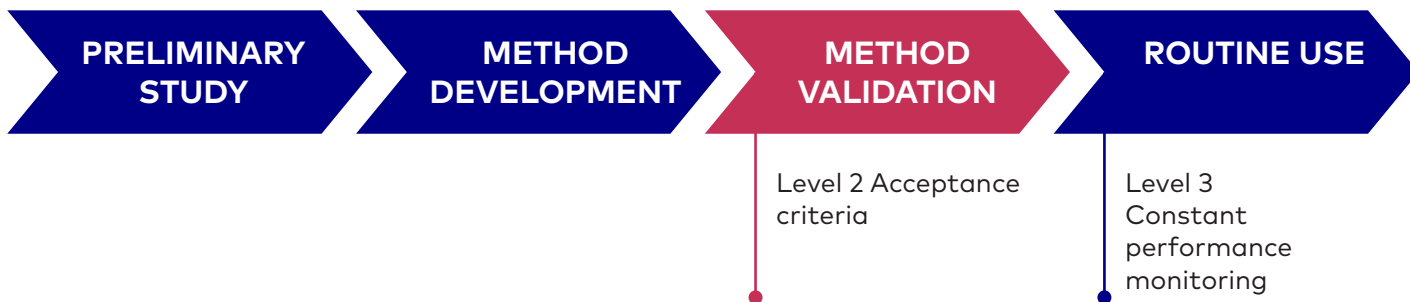 PRELIMINARY
STUDY
METHOD
DEVELOPMENT
METHOD
VALIDATION
ROUTINE USE
Level 2 Acceptance
criteria
Level 3
Constant
performance
monitoring